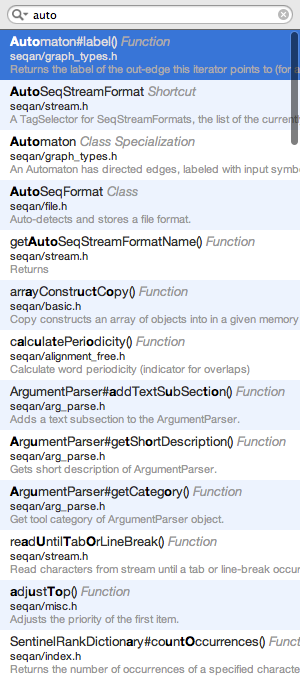 auto
Automaton#label() Function
seqan/graph_types.h
Returns the label of the out-edge this iterator points to (for a
AutoSeqStreamFormat Shortcut
seqan/stream.h
A TagSelector for SeqStreamFormats, the list of the current
Automaton Class Specialization
seqan/graph_types.h
An Automaton has directed edges, labeled with input symb
AutoSeqFormat Class
seqan/file.h
Auto-detects and stores a file format.
getAutoSeqStreamFormatName() Function
seqan/stream.h
Returns
arrayConstructCopy() Function
seqan/basic.h
Copy constructs an array of objects into in a given memory
calculatePeriodicity() Function
seqan/alignment_free.h
Calculate word periodicity (indicator for overlaps)
ArgumentParser#addTextSubSection() Function
seqan/arg_parse.h
Adds a text subsection to the ArgumentParser.
ArgumentParser#getShortDescription() Function
seqan/arg_parse.h
Gets short description of ArgumentParser.
ArgumentParser#getCategory() Function
seqan/arg_parse.h
Get tool category of ArgumentParser object.
readUntilTabOrLineBreak() Function
seqan/stream.h
Read characters from stream until a tab or line-break occur
adjustTop() Function
seqan/misc.h
Adjusts the priority of the first item.
SentinelRankDictionary#countOccurrences() Functi
seqan/index.h
Returns the number of occurrences of a specified characte